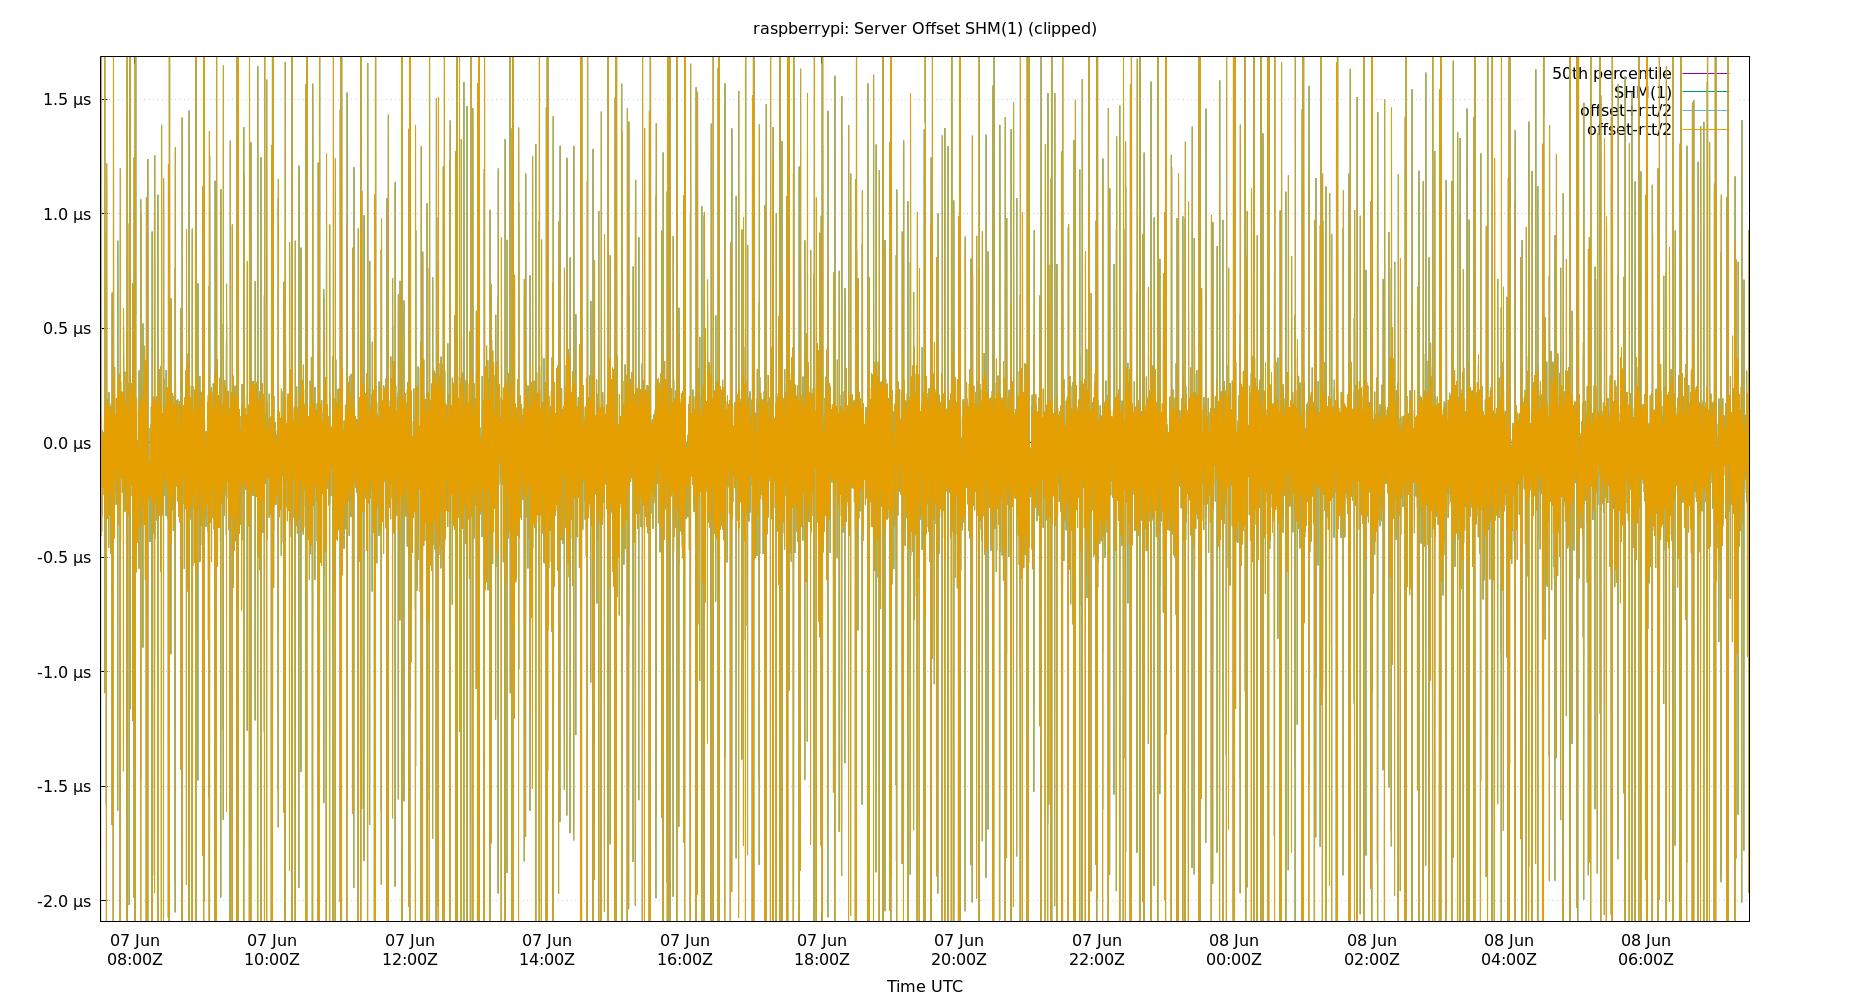 raspberrypi: Server Offset SHM(1) (clipped)
50th percentile
SHM(1)
offset+rtt/2
offset-rtt/2
1.5 µs
1.0 µs
0.5 µs
0.0 µs
-0.5 µs
-1.0 µs
-1.5 µs
-2.0 µs
07 Jun 07 Jun 07 Jun 07 Jun 07 Jun 07 Jun 07 Jun 07 Jun 08 Jun 08 Jun 08 Jun 08 Jun
08:00Z 10:00Z 12:00Z 14:00Z 16:00Z 18:00Z 20:00Z 22:00Z 00:00Z 02:00Z 04:00Z 06:00Z
Time UTC